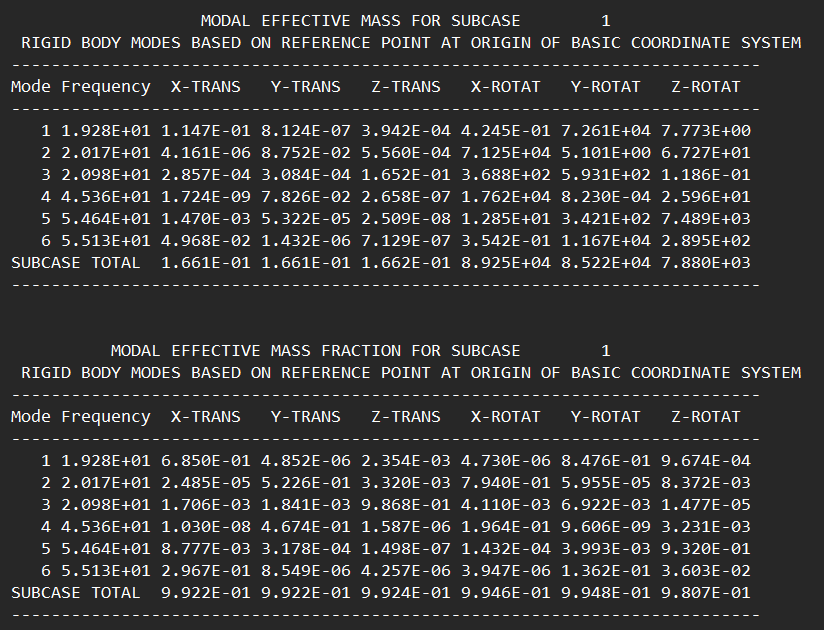 MODAL EFFECTIVE MASS FOR SUBCASE        1
RIGID BODY MODES BASED ON REFERENCE POINT AT ORIGIN OF BASIC COORDINATE SYSTEM
---------------------------------------------------------------------------
Mode Frequency  X-TRANS   Y-TRANS   Z-TRANS   X-ROTAT   Y-ROTAT   Z-ROTAT
---------------------------------------------------------------------------
   1 1.928E+01 1.147E-01 8.124E-07 3.942E-04 4.245E-01 7.261E+04 7.773E+00
   2 2.017E+01 4.161E-06 8.752E-02 5.560E-04 7.125E+04 5.101E+00 6.727E+01
   3 2.098E+01 2.857E-04 3.084E-04 1.652E-01 3.688E+02 5.931E+02 1.186E-01
   4 4.536E+01 1.724E-09 7.826E-02 2.658E-07 1.762E+04 8.230E-04 2.596E+01
   5 5.464E+01 1.470E-03 5.322E-05 2.509E-08 1.285E+01 3.421E+02 7.489E+03
   6 5.513E+01 4.968E-02 1.432E-06 7.129E-07 3.542E-01 1.167E+04 2.895E+02
SUBCASE TOTAL  1.661E-01 1.661E-01 1.662E-01 8.925E+04 8.522E+04 7.880E+03
---------------------------------------------------------------------------
MODAL EFFECTIVE MASS FRACTION FOR SUBCASE        1
RIGID BODY MODES BASED ON REFERENCE POINT AT ORIGIN OF BASIC COORDINATE SYSTEM
---------------------------------------------------------------------------
Mode Frequency  X-TRANS   Y-TRANS   Z-TRANS   X-ROTAT   Y-ROTAT   Z-ROTAT
---------------------------------------------------------------------------
   1 1.928E+01 6.850E-01 4.852E-06 2.354E-03 4.730E-06 8.476E-01 9.674E-04
   2 2.017E+01 2.485E-05 5.226E-01 3.320E-03 7.940E-01 5.955E-05 8.372E-03
   3 2.098E+01 1.706E-03 1.841E-03 9.868E-01 4.110E-03 6.922E-03 1.477E-05
   4 4.536E+01 1.030E-08 4.674E-01 1.587E-06 1.964E-01 9.606E-09 3.231E-03
   5 5.464E+01 8.777E-03 3.178E-04 1.498E-07 1.432E-04 3.993E-03 9.320E-01
   6 5.513E+01 2.967E-01 8.549E-06 4.257E-06 3.947E-06 1.362E-01 3.603E-02
SUBCASE TOTAL  9.922E-01 9.922E-01 9.924E-01 9.946E-01 9.948E-01 9.807E-01
---------------------------------------------------------------------------